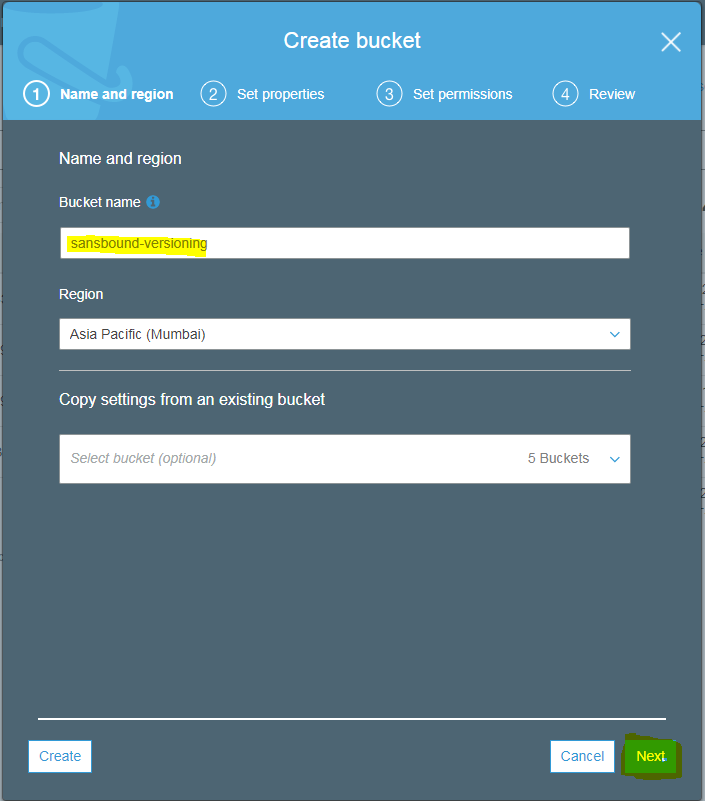 Create bucket
1 Name and region 2 Set properties 3 Set permissions 4 Review
Name and region
Bucket name
sansbound-versioning
Region
Asia Pacific (Mumbai)
Copy settings from an existing bucket
Select bucket (optional) 5 Buckets
Create Cancel Next